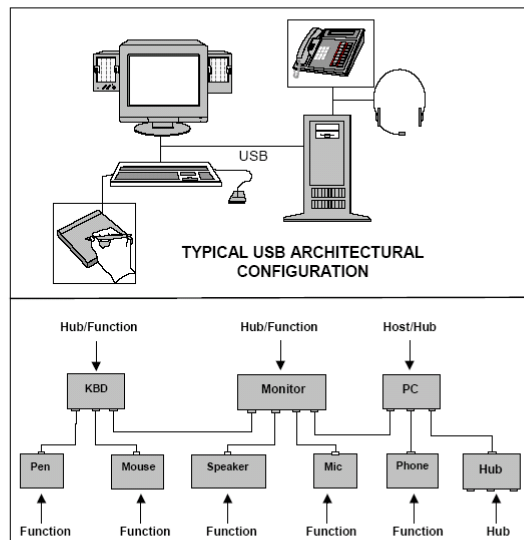 USB
TYPICAL USB ARCHITECTURAL
CONFIGURATION
Hub/Function Hub/Function Host/Hub
KBD Monitor PC
Pen Mouse Speaker Mic Phone Hub
Function Function Function Function Function Hub